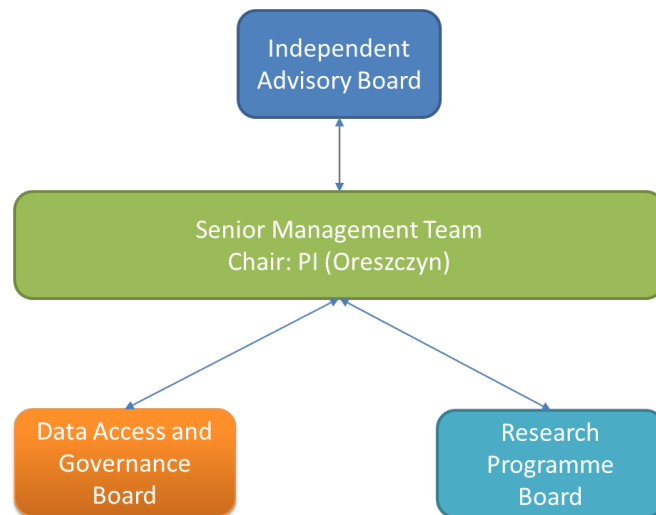 Independent
Advisory Board
Senior Management Team
Chair: PI (Oreszczyn)
Data Access and
Governance
Board
Research
Programme
Board